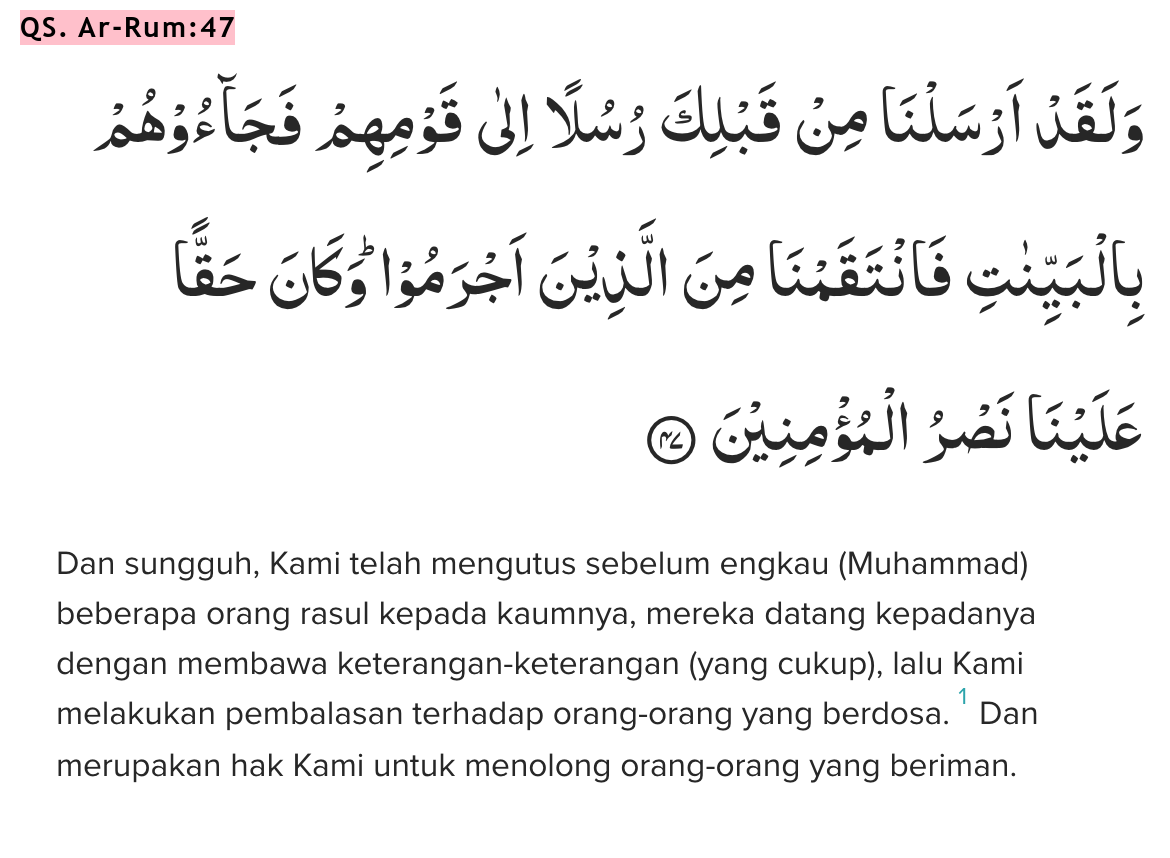 QS. Ar-Rum:47
وَلَقَدْ اَرْسَلْنَا مِنْ قَبْلِكَ رُسُلًا اِلٰى قَوْمِهِمْ فَجَاۤءُوْهُمْ
بِالْبَيِّنٰتِ فَانْتَقَمْنَا مِنَ الَّذِيْنَ اَجْرَمُوْاۗ وَكَانَ حَقًّا
عَلَيْنَا نَصْرُ الْمُؤْمِنِيْنَ ٤٧
Dan sungguh, Kami telah mengutus sebelum engkau (Muhammad)
beberapa orang rasul kepada kaumnya, mereka datang kepadanya
dengan membawa keterangan-keterangan (yang cukup), lalu Kami
melakukan pembalasan terhadap orang-orang yang berdosa. 1 Dan
merupakan hak Kami untuk menolong orang-orang yang beriman.